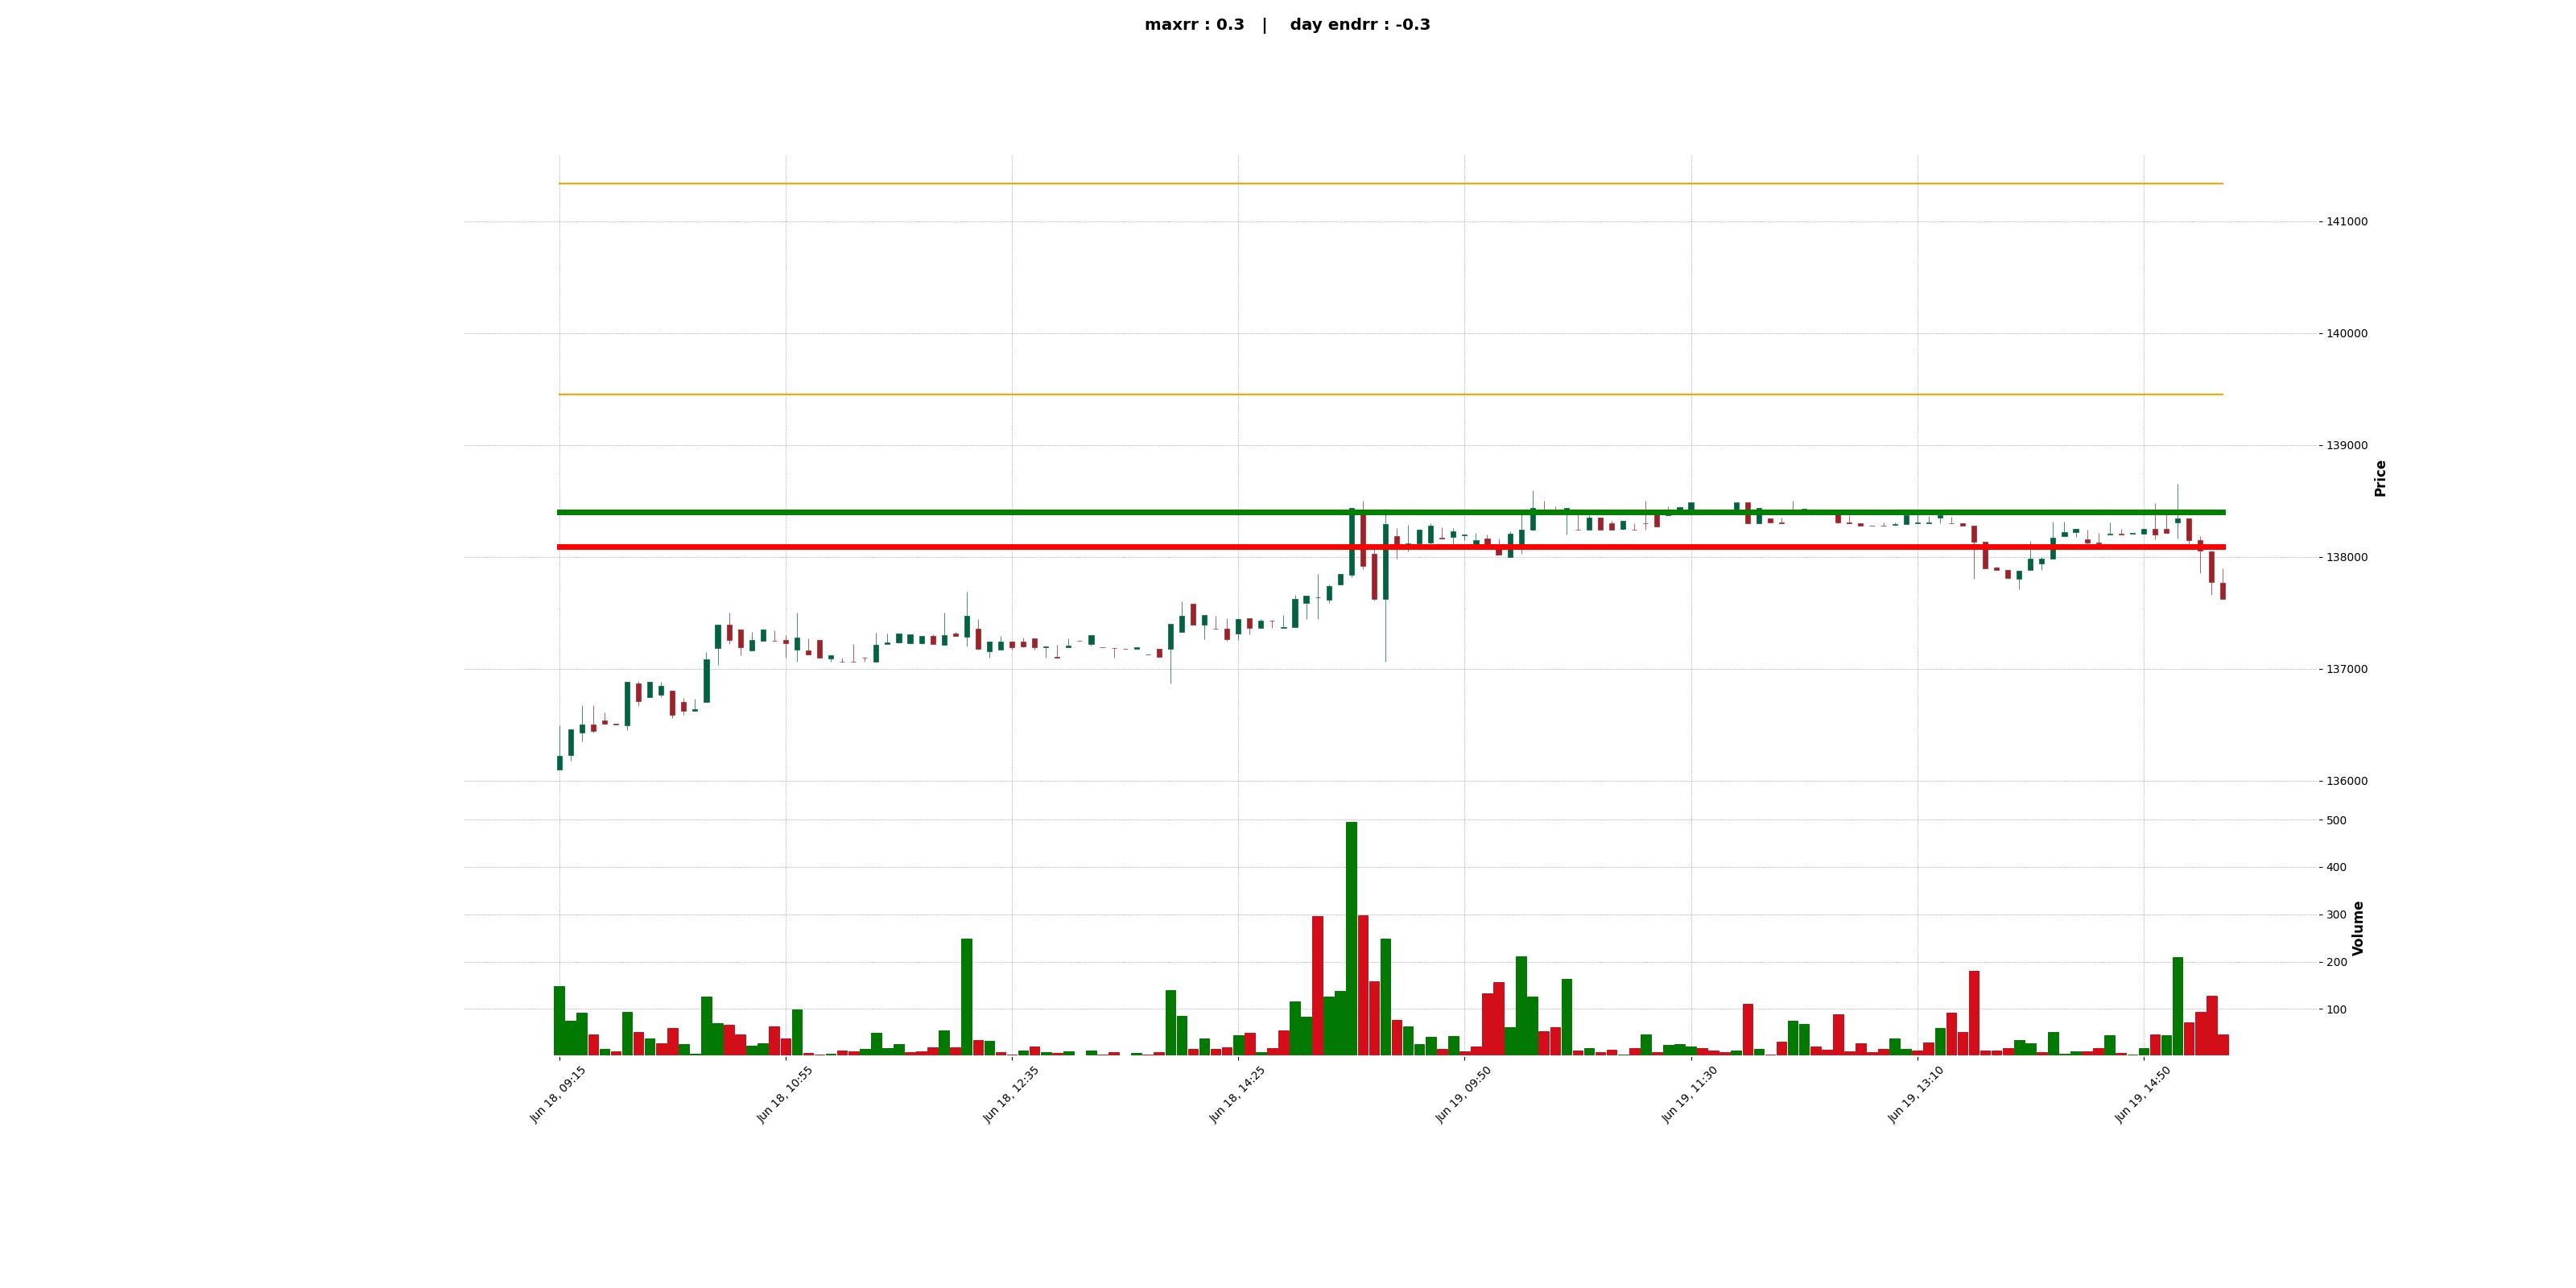 maxrr : 0.3   |    day endrr : -0.3
141000
140000
139000
138000
137000
136000
Price
500
400
300
200
100
Volume
Jun 18, 09:15
Jun 18, 10:55
Jun 18, 12:35
Jun 18, 14:25
Jun 19, 09:50
Jun 19, 11:30
Jun 19, 13:10
Jun 19, 14:50